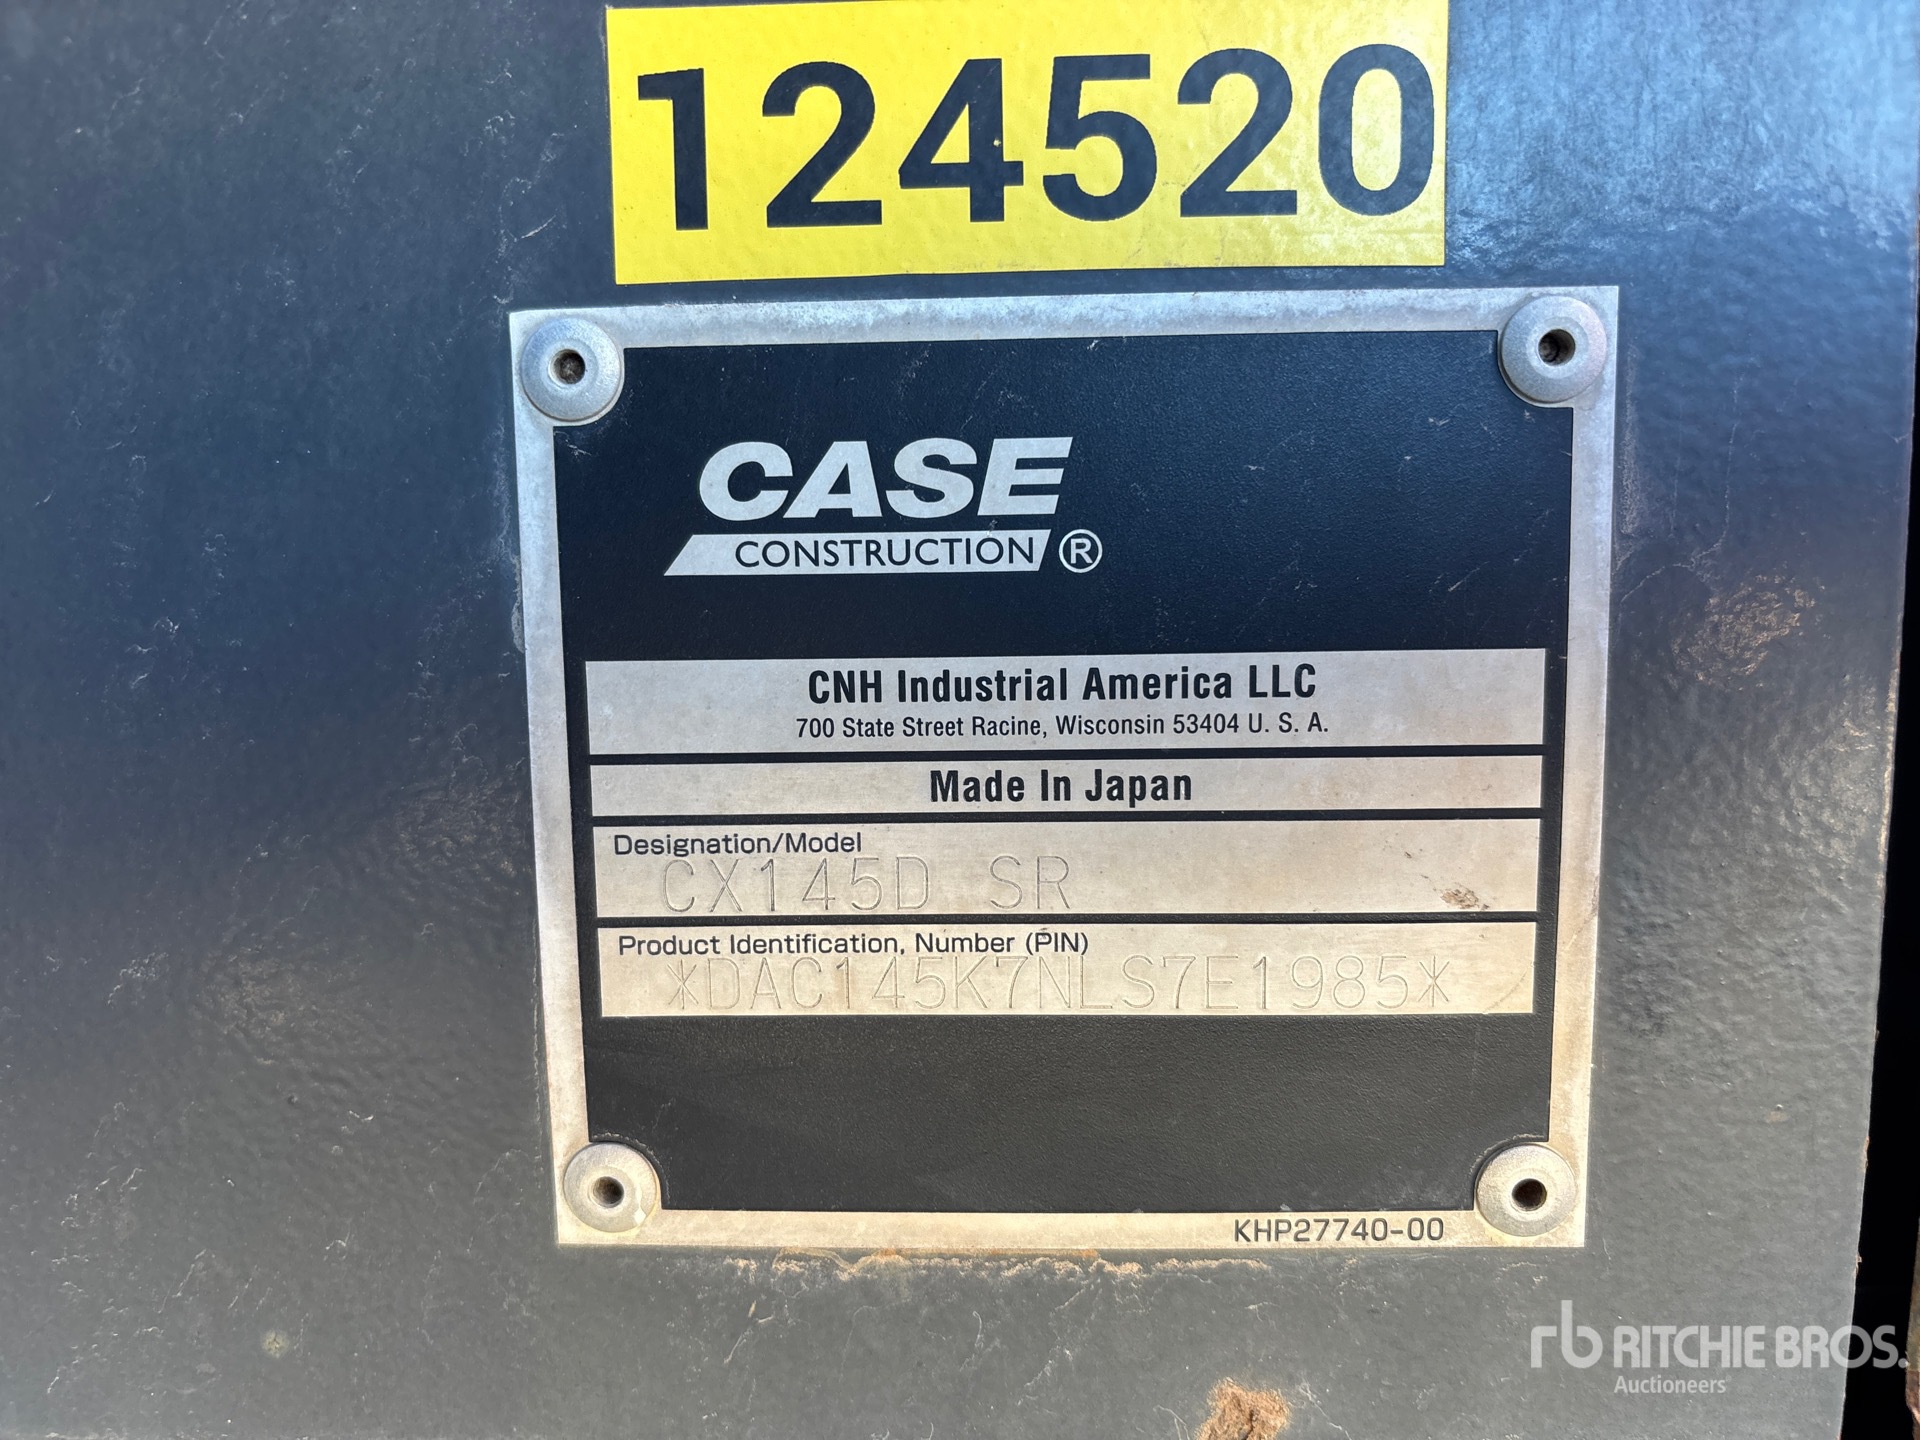 124520
CASE
CONSTRUCTION ®
CNH Industrial America LLC
700 State Street Racine, Wisconsin 53404 U. S. A.
Made In Japan
Designation/Model
CX145D SR
Product Identification, Number (PIN)
*DAC145K7NLS7E1985*
KHP27740-00
rb RITCHIE BROS.
Auctioneers